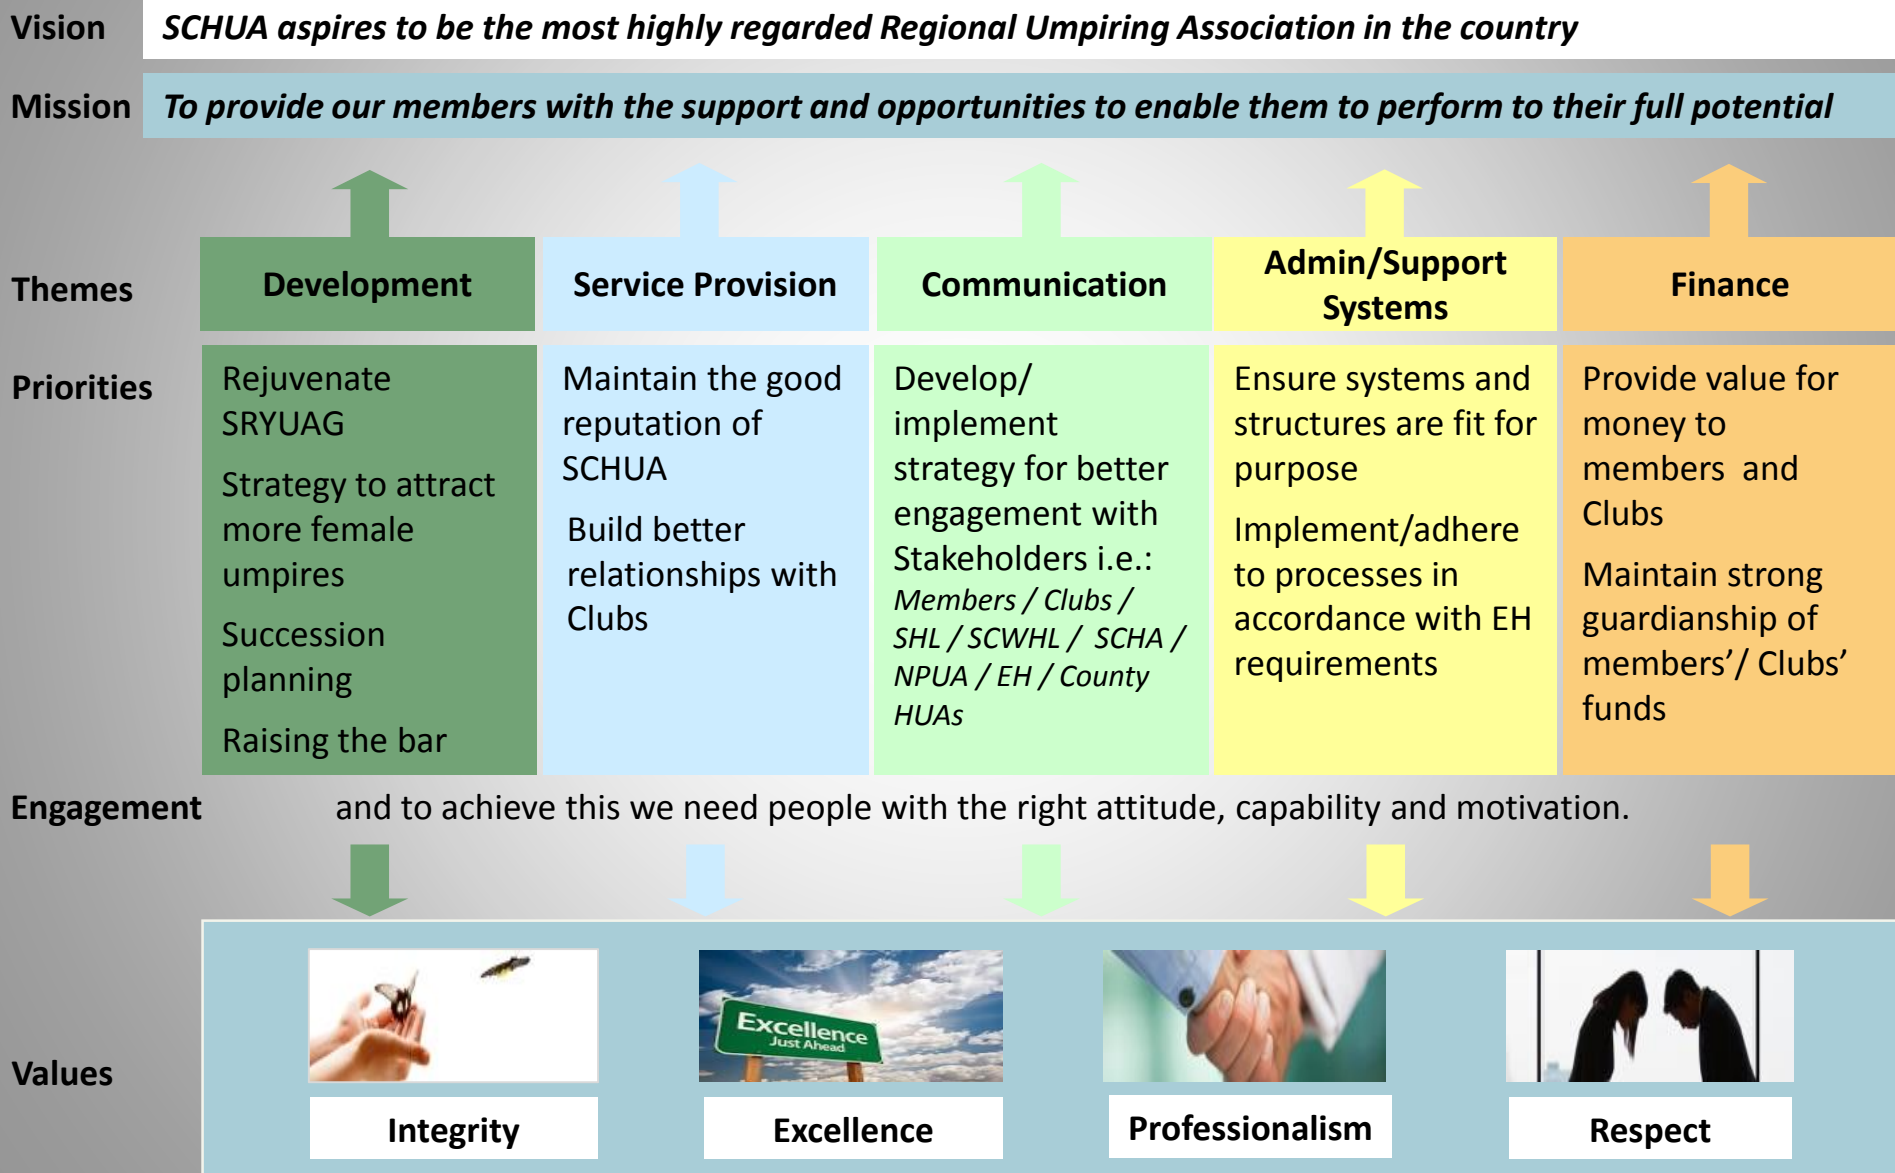 Vision
SCHUA aspires to be the most highly regarded Regional Umpiring Association in the country
Mission
To provide our members with the support and opportunities to enable them to perform to their full potential
Themes
Development
Service Provision
Communication
Admin/Support
Systems
Finance
Priorities
Rejuvenate
SRYUAG
Strategy to attract
more female
umpires
Succession
planning
Raising the bar
Maintain the good
reputation of
SCHUA
Build better
relationships with
Clubs
Develop/
implement
strategy for better
engagement with
Stakeholders i.e.:
Members / Clubs /
SHL / SCWHL / SCHA /
NPUA / EH / County
HUAs
Ensure systems and
structures are fit for
purpose
Implement/adhere
to processes in
accordance with EH
requirements
Provide value for
money to
members and
Clubs
Maintain strong
guardianship of
members’/ Clubs’
funds
Engagement
and to achieve this we need people with the right attitude, capability and motivation.
Values
Excellence
Just Ahead
Integrity
Excellence
Professionalism
Respect